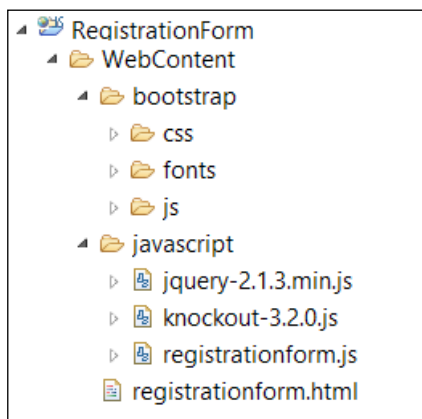 RegistrationForm
WebContent
bootstrap
css
fonts
js
javascript
jquery-2.1.3.min.js
knockout-3.2.0.js
registrationform.js
registrationform.html